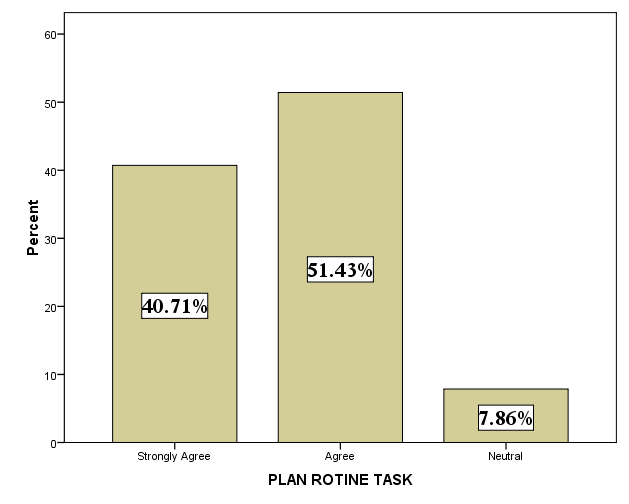 60
50
40
30
20
10
0
Percent
40.71%
51.43%
7.86%
Strongly Agree
Agree
Neutral
PLAN ROTINE TASK